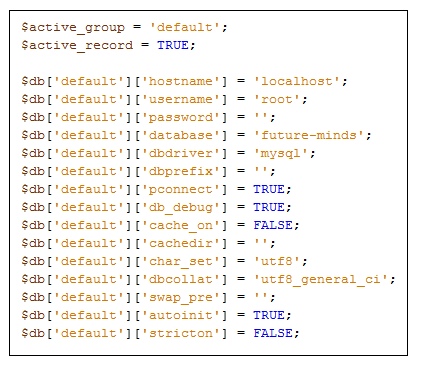 $active_group = 'default';
$active_record = TRUE;
$db['default']['hostname'] = 'localhost';
$db['default']['username'] = 'root';
$db['default']['password'] = '';
$db['default']['database'] = 'future-minds';
$db['default']['dbdriver'] = 'mysql';
$db['default']['dbprefix'] = '';
$db['default']['pconnect'] = TRUE;
$db['default']['db_debug'] = TRUE;
$db['default']['cache_on'] = FALSE;
$db['default']['cachedir'] = '';
$db['default']['char_set'] = 'utf8';
$db['default']['dbcollat'] = 'utf8_general_ci';
$db['default']['swap_pre'] = '';
$db['default']['autoinit'] = TRUE;
$db['default']['stricton'] = FALSE;